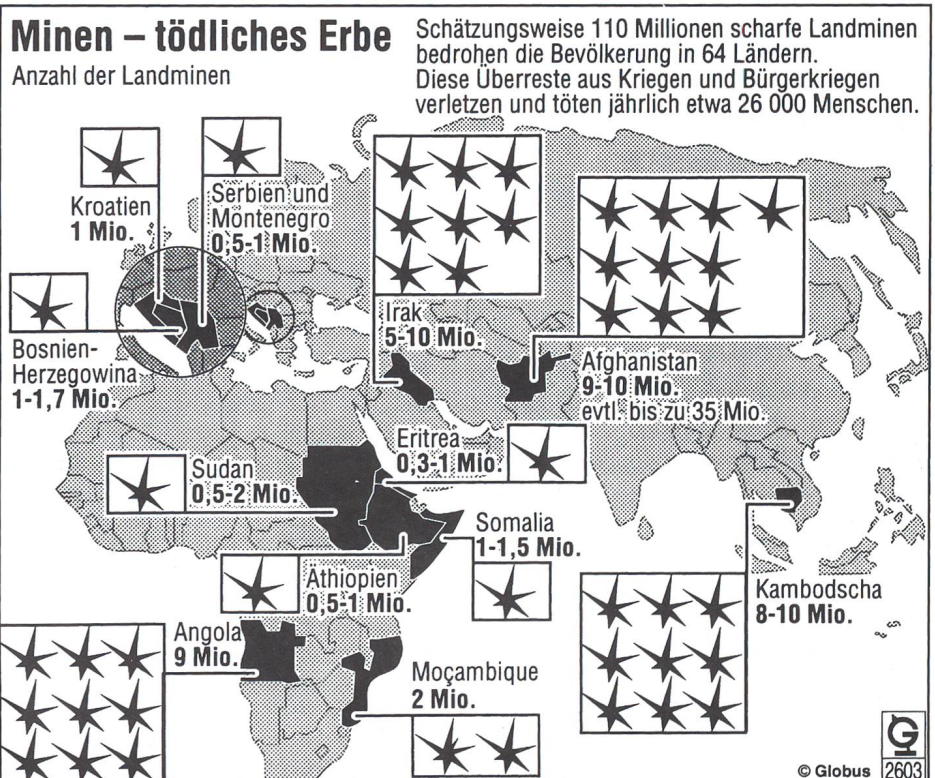 Minen – tödliches Erbe
Anzahl der Landminen
Schätzungsweise 110 Millionen scharfe Landminen
bedrohen die Bevölkerung in 64 Ländern.
Diese Überreste aus Kriegen und Bürgerkriegen
verletzen und töten jährlich etwa 26 000 Menschen.
Kroatien
1 Mio.
Serbien und
Montenegro
0,5-1 Mio.
Bosnien-
Herzegowina
1-1,7 Mio.
Irak
5-10 Mio.
Afghanistan
9-10 Mio.
evtl. bis zu 35 Mio.
Eritrea
0,3-1 Mio.
Sudan
0,5-2 Mio.
Somalia
1-1,5 Mio.
Äthiopien
0,5-1 Mio.
Kambodscha
8-10 Mio.
Angola
9 Mio.
Moçambique
2 Mio.
© Globus
2603